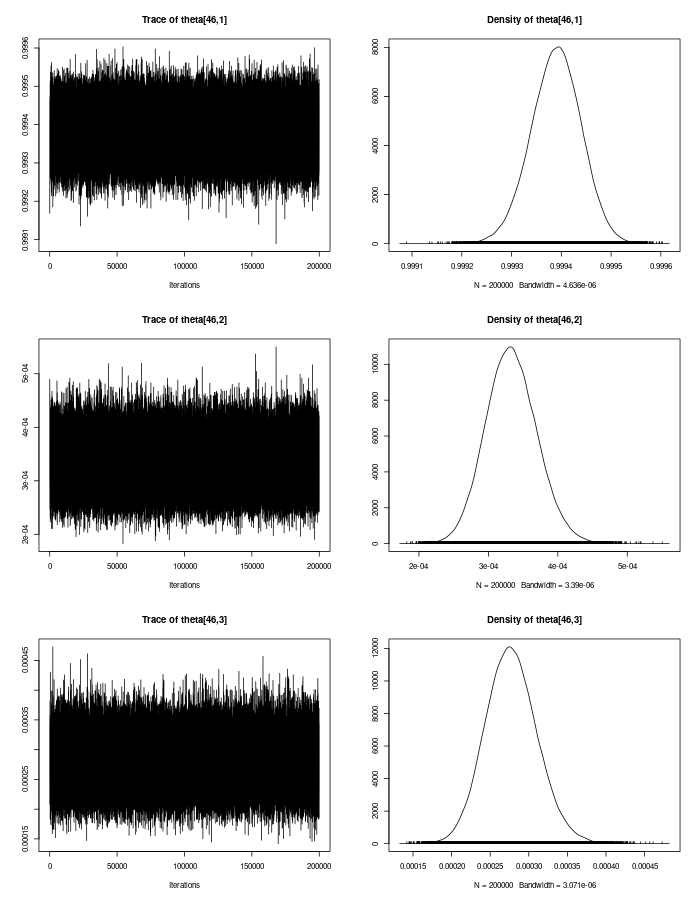 Trace of theta[46,1]
0.9991 0.9992 0.9993 0.9994 0.9995 0.9996
0 50000 100000 150000 200000
Iterations
Density of theta[46,1]
0 2000 4000 6000 8000
0.9991 0.9992 0.9993 0.9994 0.9995 0.9996
N = 200000 Bandwidth = 4.636e-06
Trace of theta[46,2]
2e-04 3e-04 4e-04 5e-04
0 50000 100000 150000 200000
Iterations
Density of theta[46,2]
0 2000 4000 6000 8000 10000
2e-04 3e-04 4e-04 5e-04
N = 200000 Bandwidth = 3.39e-06
Trace of theta[46,3]
0.00015 0.00025 0.00035 0.00045
0 50000 100000 150000 200000
Iterations
Density of theta[46,3]
0 2000 4000 6000 8000 10000 12000
0.00015 0.00020 0.00025 0.00030 0.00035 0.00040 0.00045
N = 200000 Bandwidth = 3.071e-06